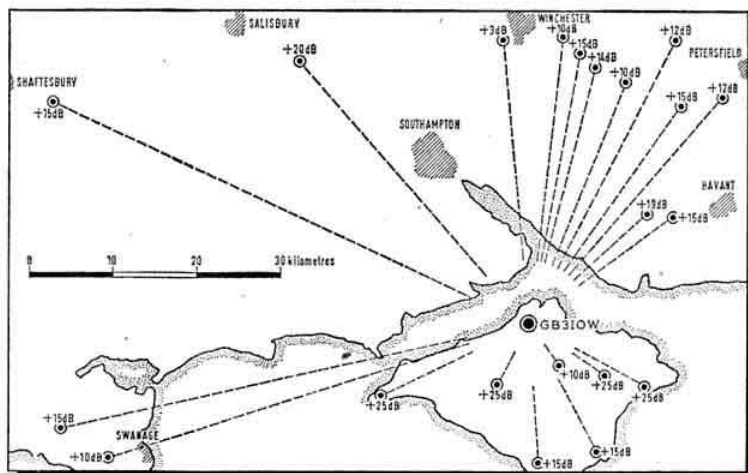 SALISBURY
WINCHESTER
+20dB
+3dB
+10dB
+15dB
+14dB
+12dB
PETERSFIELD
SHAFTESBURY
+10dB
+15dB
+12dB
+15dB
SOUTHAMPTON
HAVANT
+10dB
+15dB
0 10 20 30 kilometres
GB3IOW
+10dB
+25dB
+25dB
+25dB
+25dB
+15dB
SWANAGE
+10dB
+15dB
+15dB